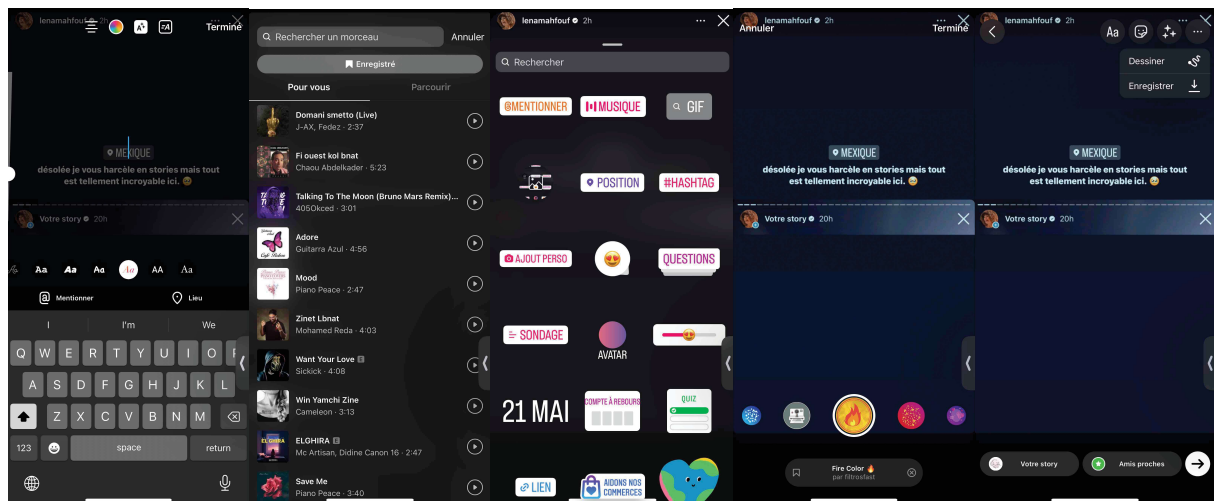 lenamahfouf 2h
Terminé
MEXIQUE
désolée je vous harcèle en stories mais tout
est tellement incroyable ici. 🥹
Votre story 20h
Aa Aa Aa Aa AA Aa
Mentionner Lieu
I I'm We
Q W E R T Y U I O P
A S D F G H J K L
Z X C V B N M
123 space return
Rechercher un morceau Annuler
Enregistré
Pour vous Parcourir
Domani smetto (Live)
J-AX, Fedez · 2:37
Fi ouest kol bnat
Chaou Abdelkader · 5:23
Talking To The Moon (Bruno Mars Remix)...
405Okced · 3:01
Adore
Guitarra Azul · 4:56
Mood
Piano Peace · 2:47
Zinet Lbnat
Mohamed Reda · 4:03
Want Your Love E
Sickick · 4:08
Win Yamchi Zine
Cameleon · 3:13
ELGHIRA E
Mc Artisan, Didine Canon 16 · 2:47
Save Me
Piano Peace · 3:40
lenamahfouf 2h
Rechercher
@MENTIONNER MUSIQUE GIF
POSITION #HASHTAG
AJOUT PERSO QUESTIONS
SONDAGE
AVATAR
21 MAI COMPTE À REBOURS QUIZ
LIEN AIDONS NOS
COMMERCES
lenamahfouf 2h
Annuler Terminé
MEXIQUE
désolée je vous harcèle en stories mais tout
est tellement incroyable ici. 🥹
Votre story 20h
Fire Color 🔥
par filtrosfast
lenamahfouf 2h
Aa
Dessiner
Enregistrer
MEXIQUE
désolée je vous harcèle en stories mais tout
est tellement incroyable ici. 🥹
Votre story 20h
Votre story Amis proches